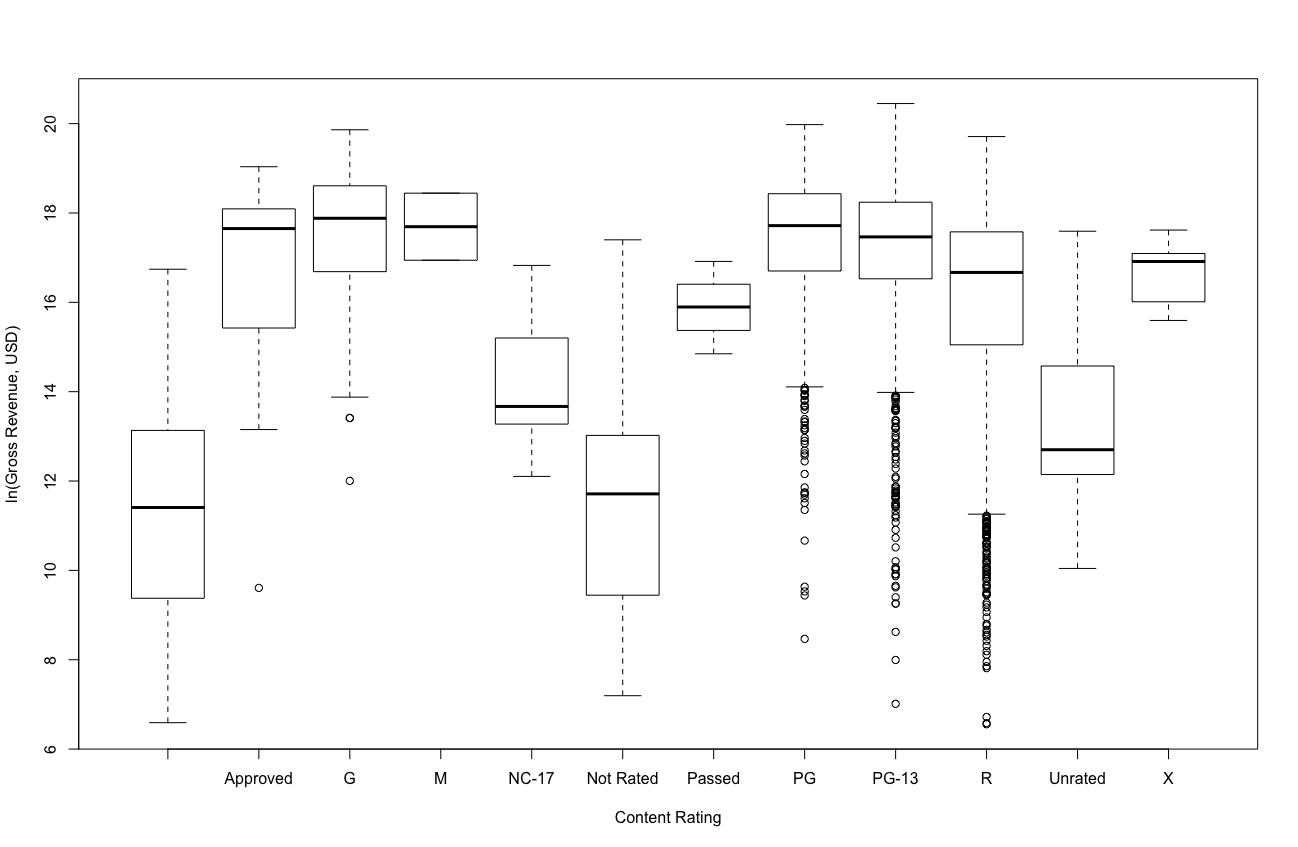 20
18
16
14
12
10
8
6
ln(Gross Revenue, USD)
Approved G M NC-17 Not Rated Passed PG PG-13 R Unrated X
Content Rating